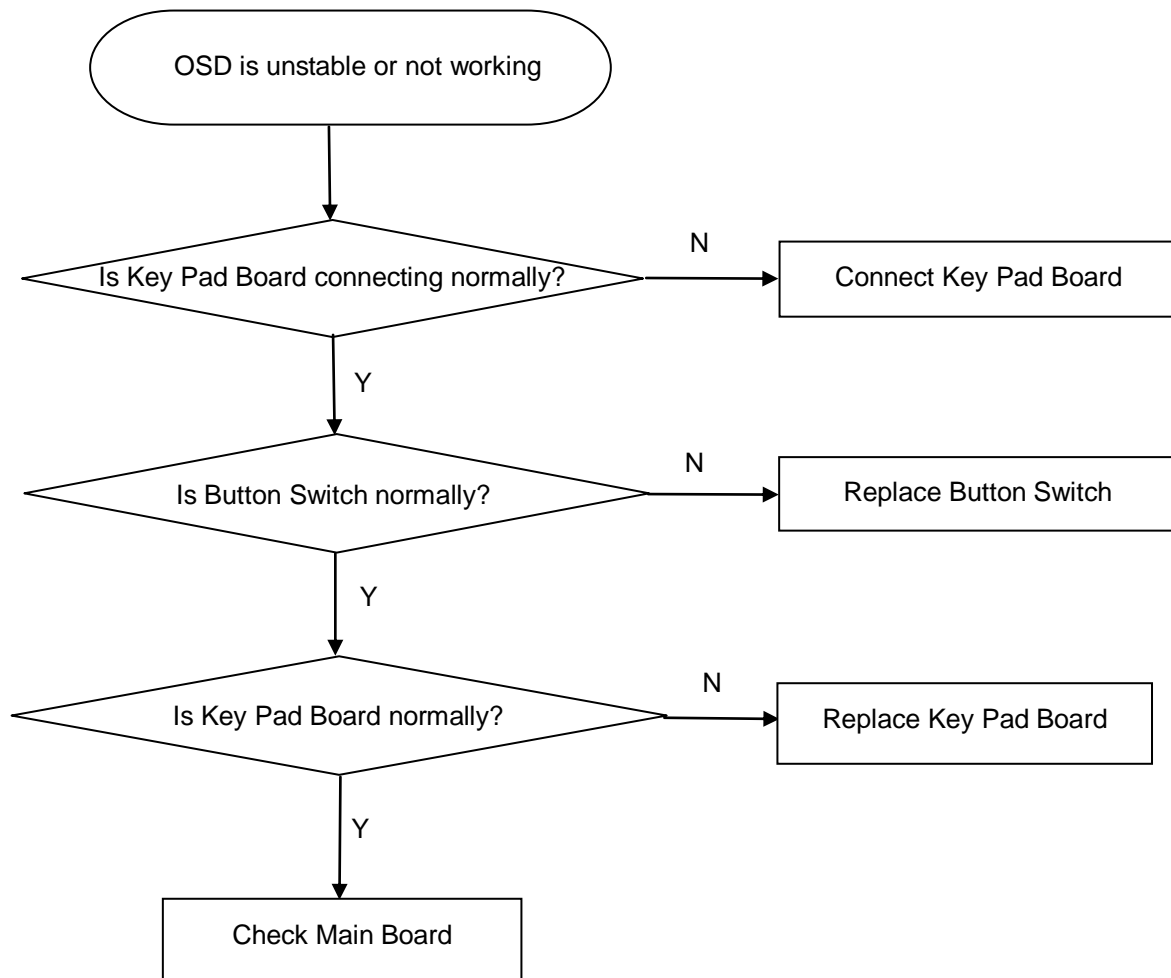 OSD is unstable or not working
Is Key Pad Board connecting normally?
N
Connect Key Pad Board
Y
Is Button Switch normally?
N
Replace Button Switch
Y
Is Key Pad Board normally?
N
Replace Key Pad Board
Y
Check Main Board